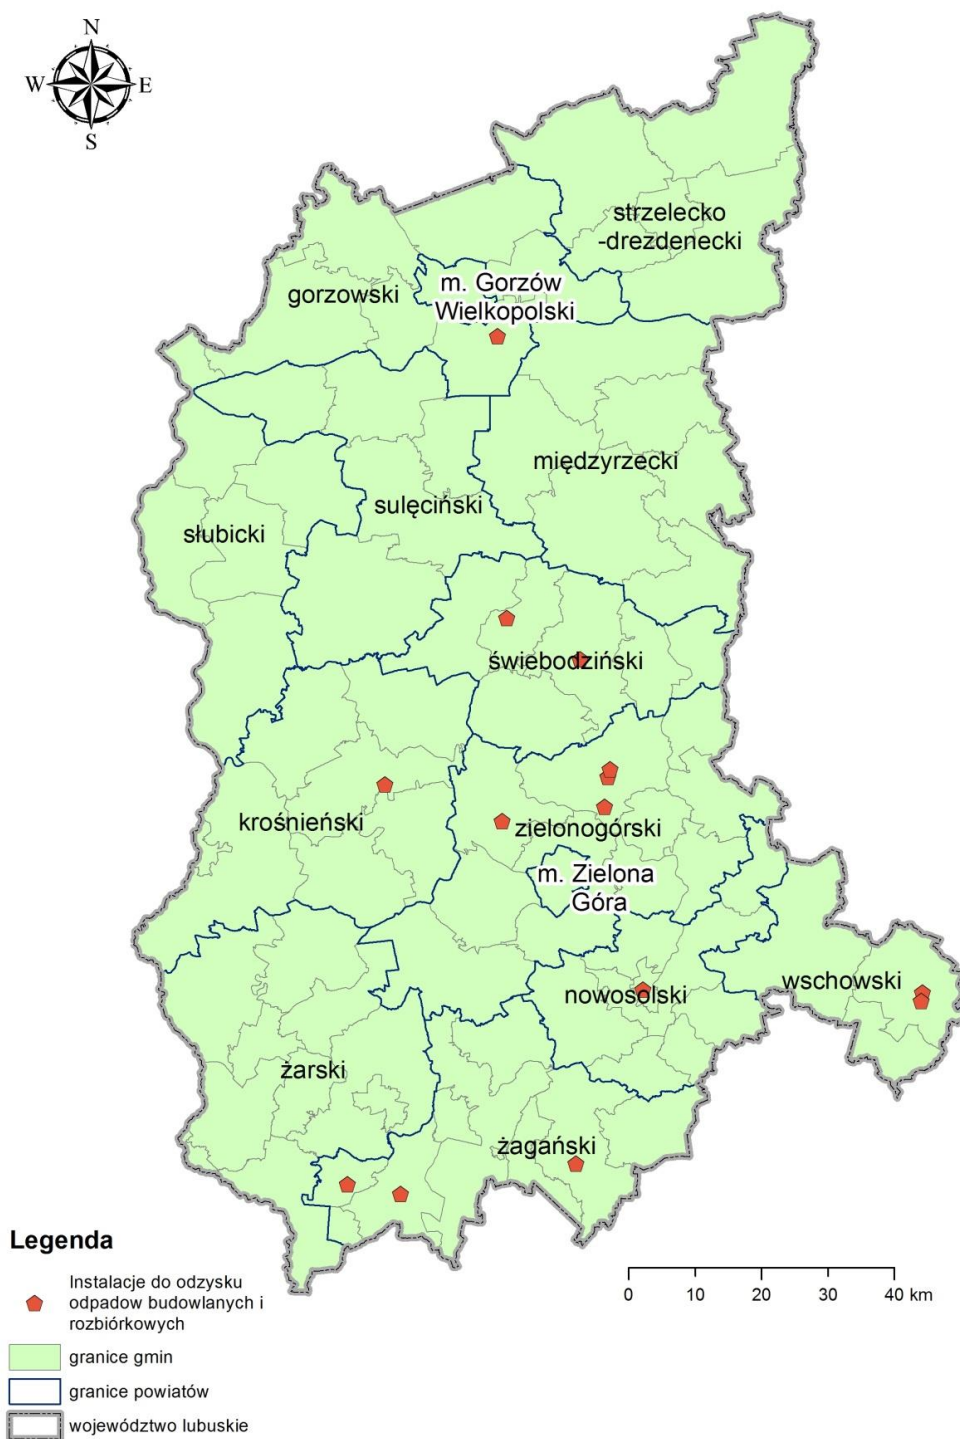 N
W
E
S
strzelecko
-drezdenecki
m. Gorzów
Wielkopolski
gorzowski
międzyrzecki
sulęciński
słubicki
świebodziński
krośnieński
zielonogórski
m. Zielona
Góra
wschowski
nowosolski
żarski
żagański
Legenda
Instalacje do odzysku
odpadow budowlanych i
rozbiórkowych
granice gmin
granice powiatów
województwo lubuskie
0 10 20 30 40 km